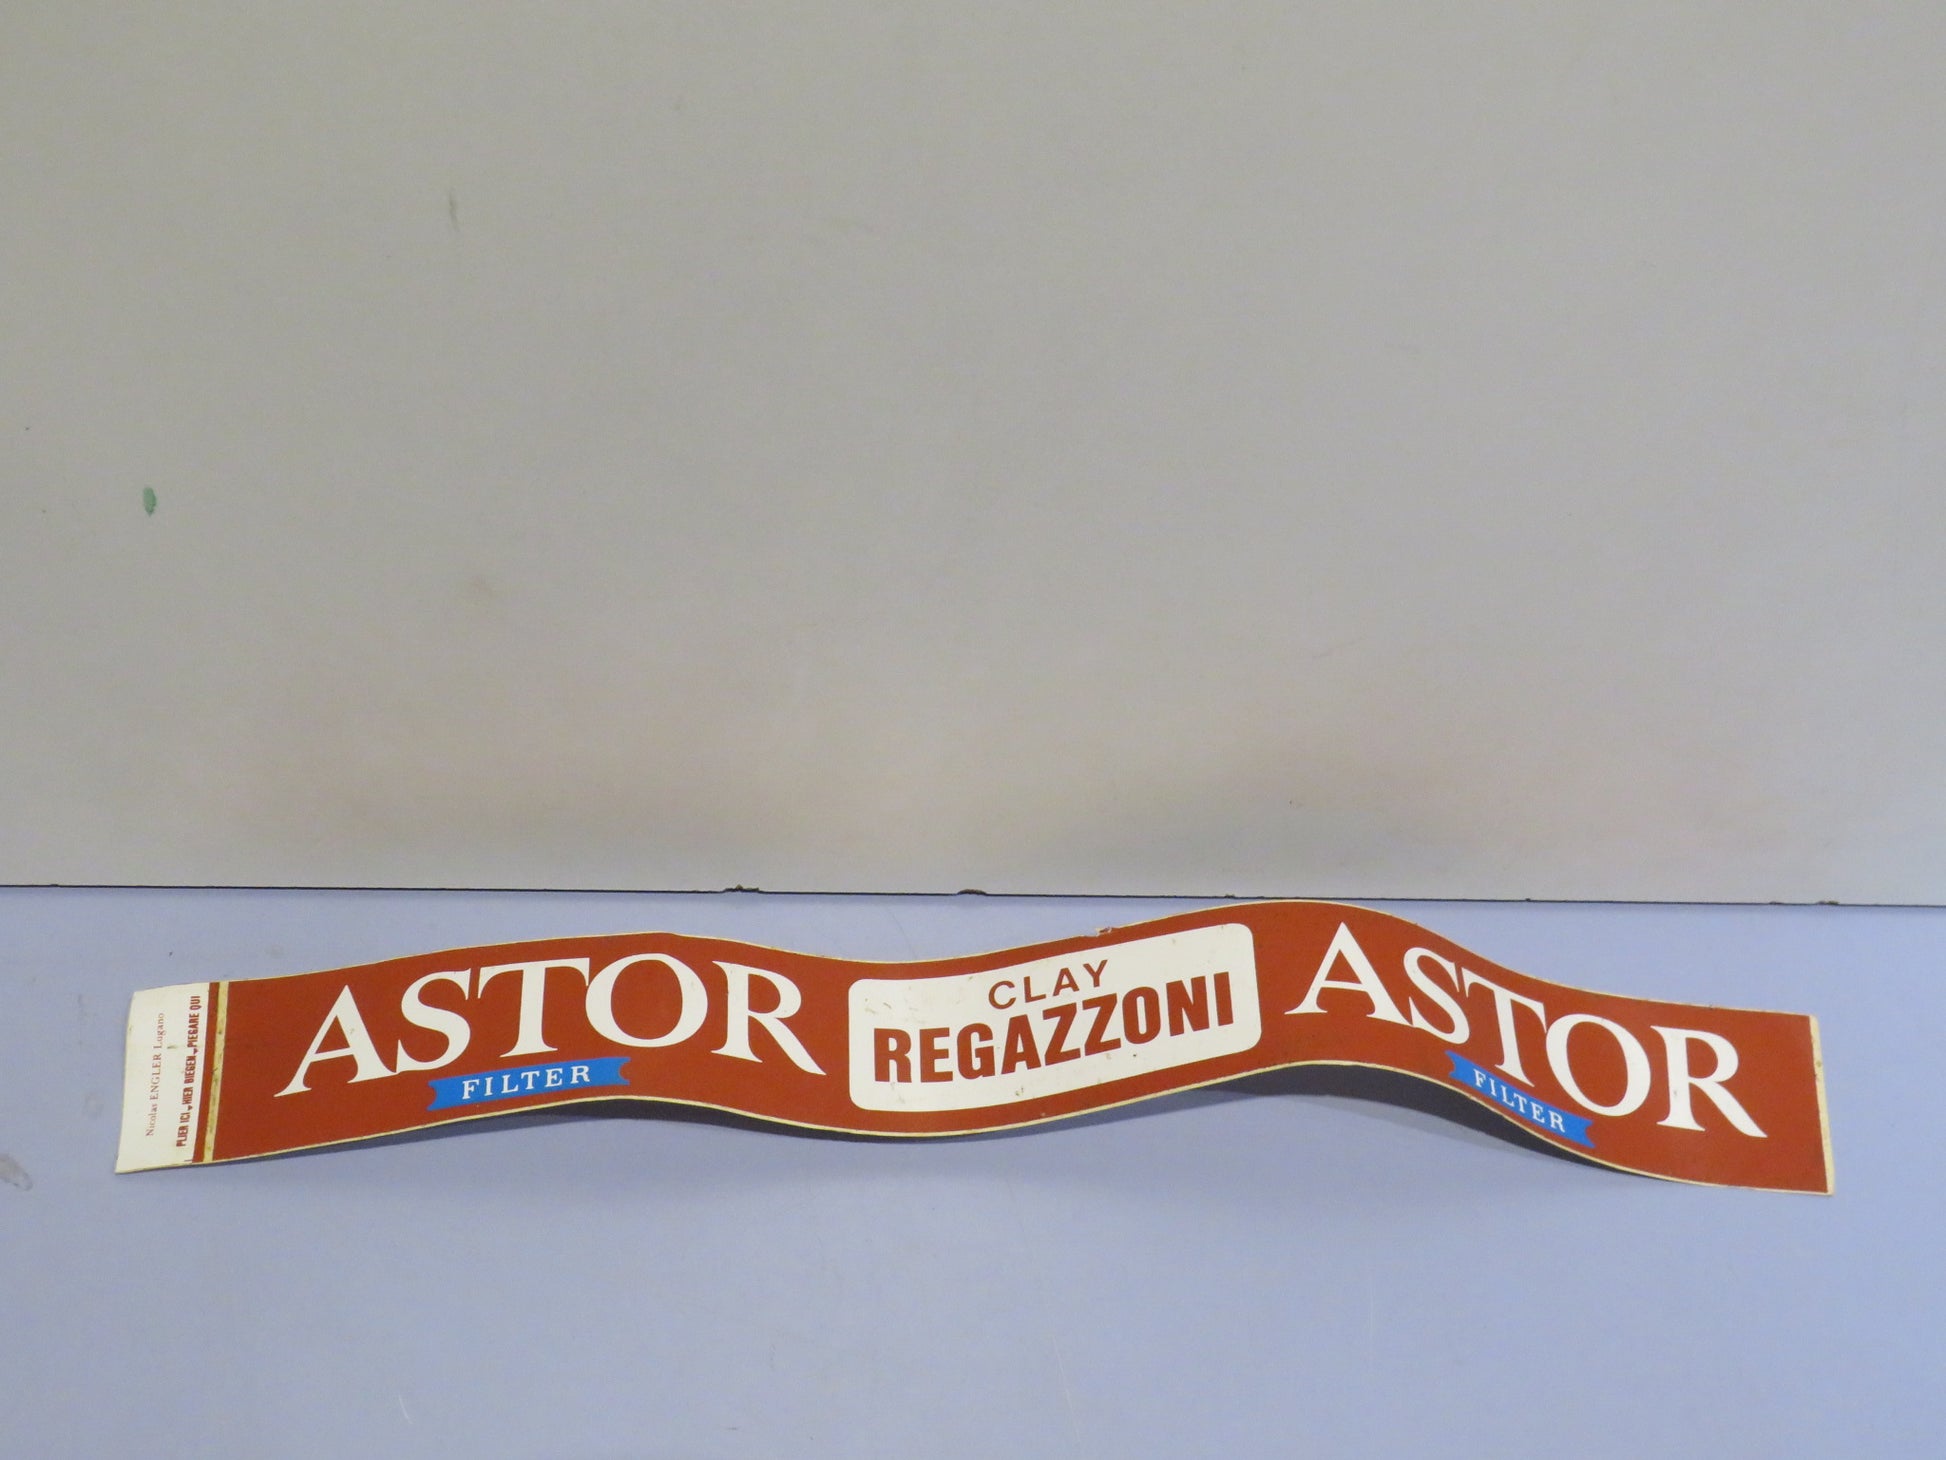 Nicolas ENGLER Lugano
PLIER ICI HIER BIEGEN PIEGARE QUI
ASTOR
FILTER
CLAY
REGAZZONI
ASTOR
FILTER